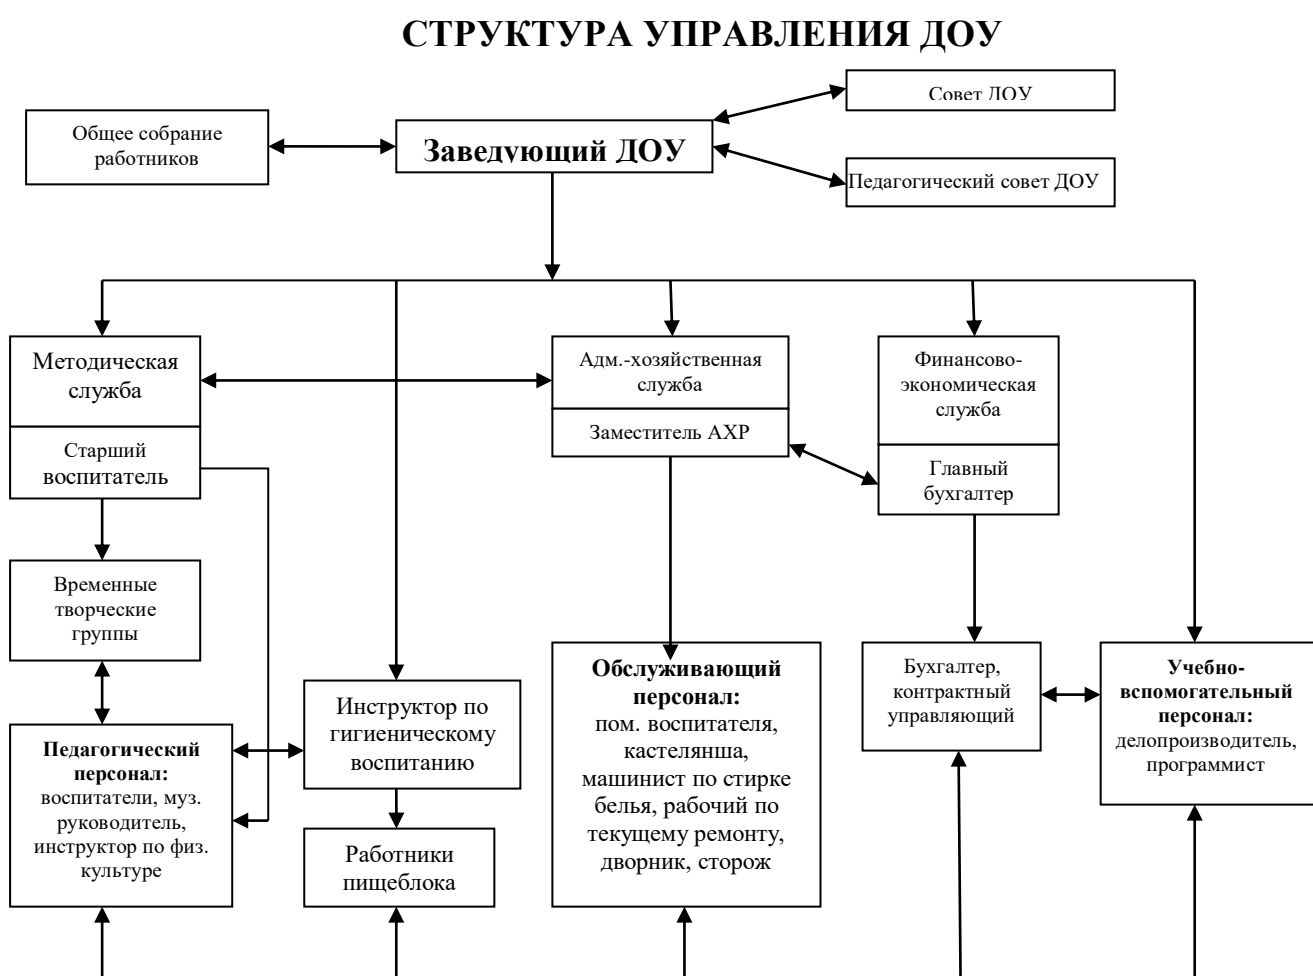 СТРУКТУРА УПРАВЛЕНИЯ ДОУ
Совет ДОУ
Общее собрание
работников
Заведующий ДОУ
Педагогический совет ДОУ
Методическая
служба
Старший
воспитатель
Адм.-хозяйственная
служба
Заместитель АХР
Финансово-
экономическая
служба
Главный
бухгалтер
Временные
творческие
группы
Педагогический
персонал:
воспитатели, муз.
руководитель,
инструктор по физ.
культуре
Инструктор по
гигиеническому
воспитанию
Работники
пищеблока
Обслуживающий
персонал:
пом. воспитателя,
кастелянша,
машинист по стирке
белья, рабочий по
текущему ремонту,
дворник, сторож
Бухгалтер,
контрактный
управляющий
Учебно-
вспомогательный
персонал:
делопроизводитель,
программист